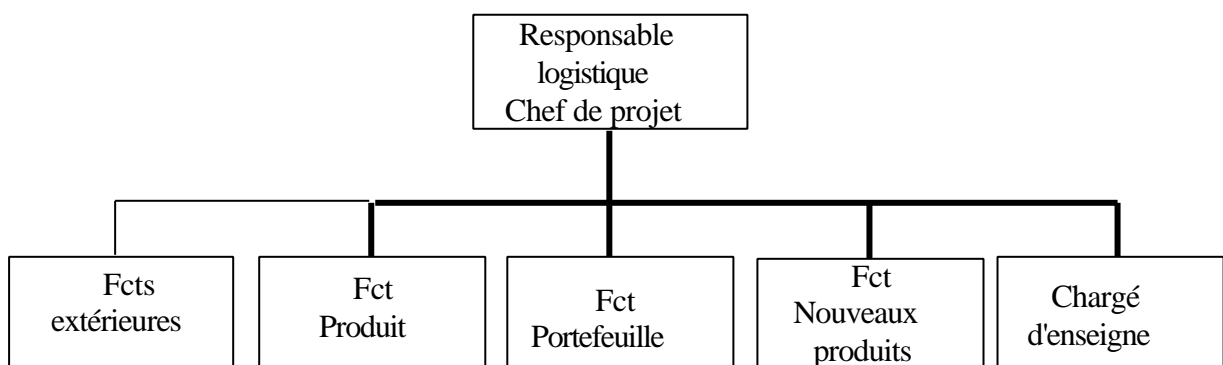 Responsable
logistique
Chef de projet
Fcts
extérieures
Fct
Produit
Fct
Portefeuille
Fct
Nouveaux
produits
Chargé
d'enseigne